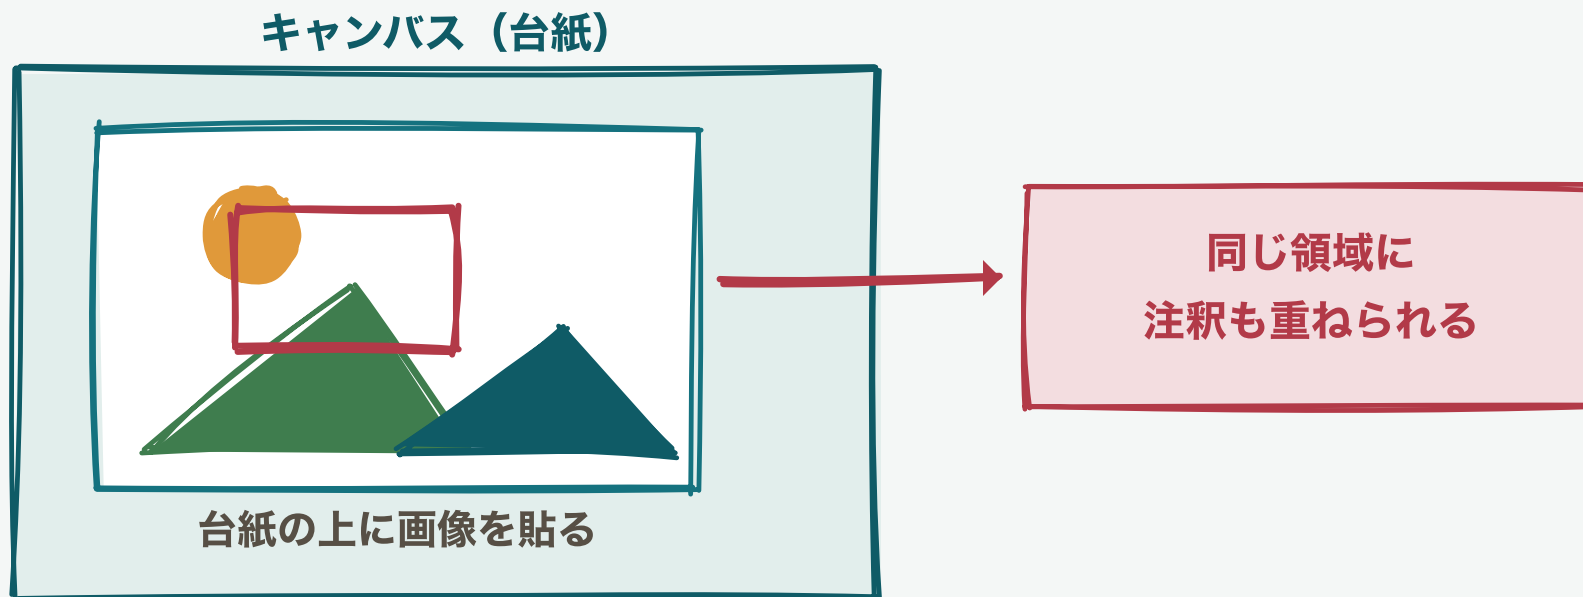 キャンバス（台紙）
同じ領域に
注釈も重ねられる
台紙の上に画像を貼る